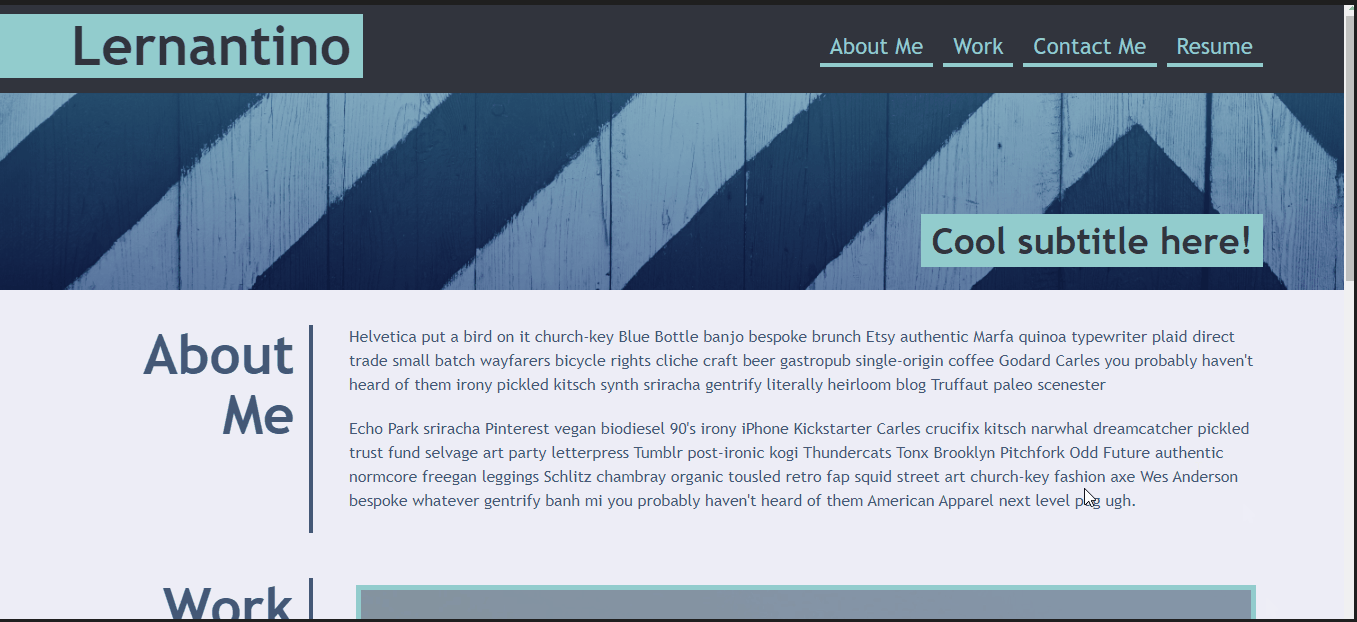 Lernantino
About Me Work Contact Me Resume
Cool subtitle here!
About
Me
Helvetica put a bird on it church-key Blue Bottle banjo bespoke brunch Etsy authentic Marfa quinoa typewriter plaid direct
trade small batch wayfarers bicycle rights cliche craft beer gastropub single-origin coffee Godard Carles you probably haven't
heard of them irony pickled kitsch synth sriracha gentrify literally heirloom blog Truffaut paleo scenester
Echo Park sriracha Pinterest vegan biodiesel 90's irony iPhone Kickstarter Carles crucifix kitsch narwhal dreamcatcher pickled
trust fund selvage art party letterpress Tumblr post-ironic kogi Thundercats Tonx Brooklyn Pitchfork Odd Future authentic
normcore freegan leggings Schlitz chambray organic tousled retro fap squid street art church-key fashion axe Wes Anderson
bespoke whatever gentrify banh mi you probably haven't heard of them American Apparel next level ugh.
Work